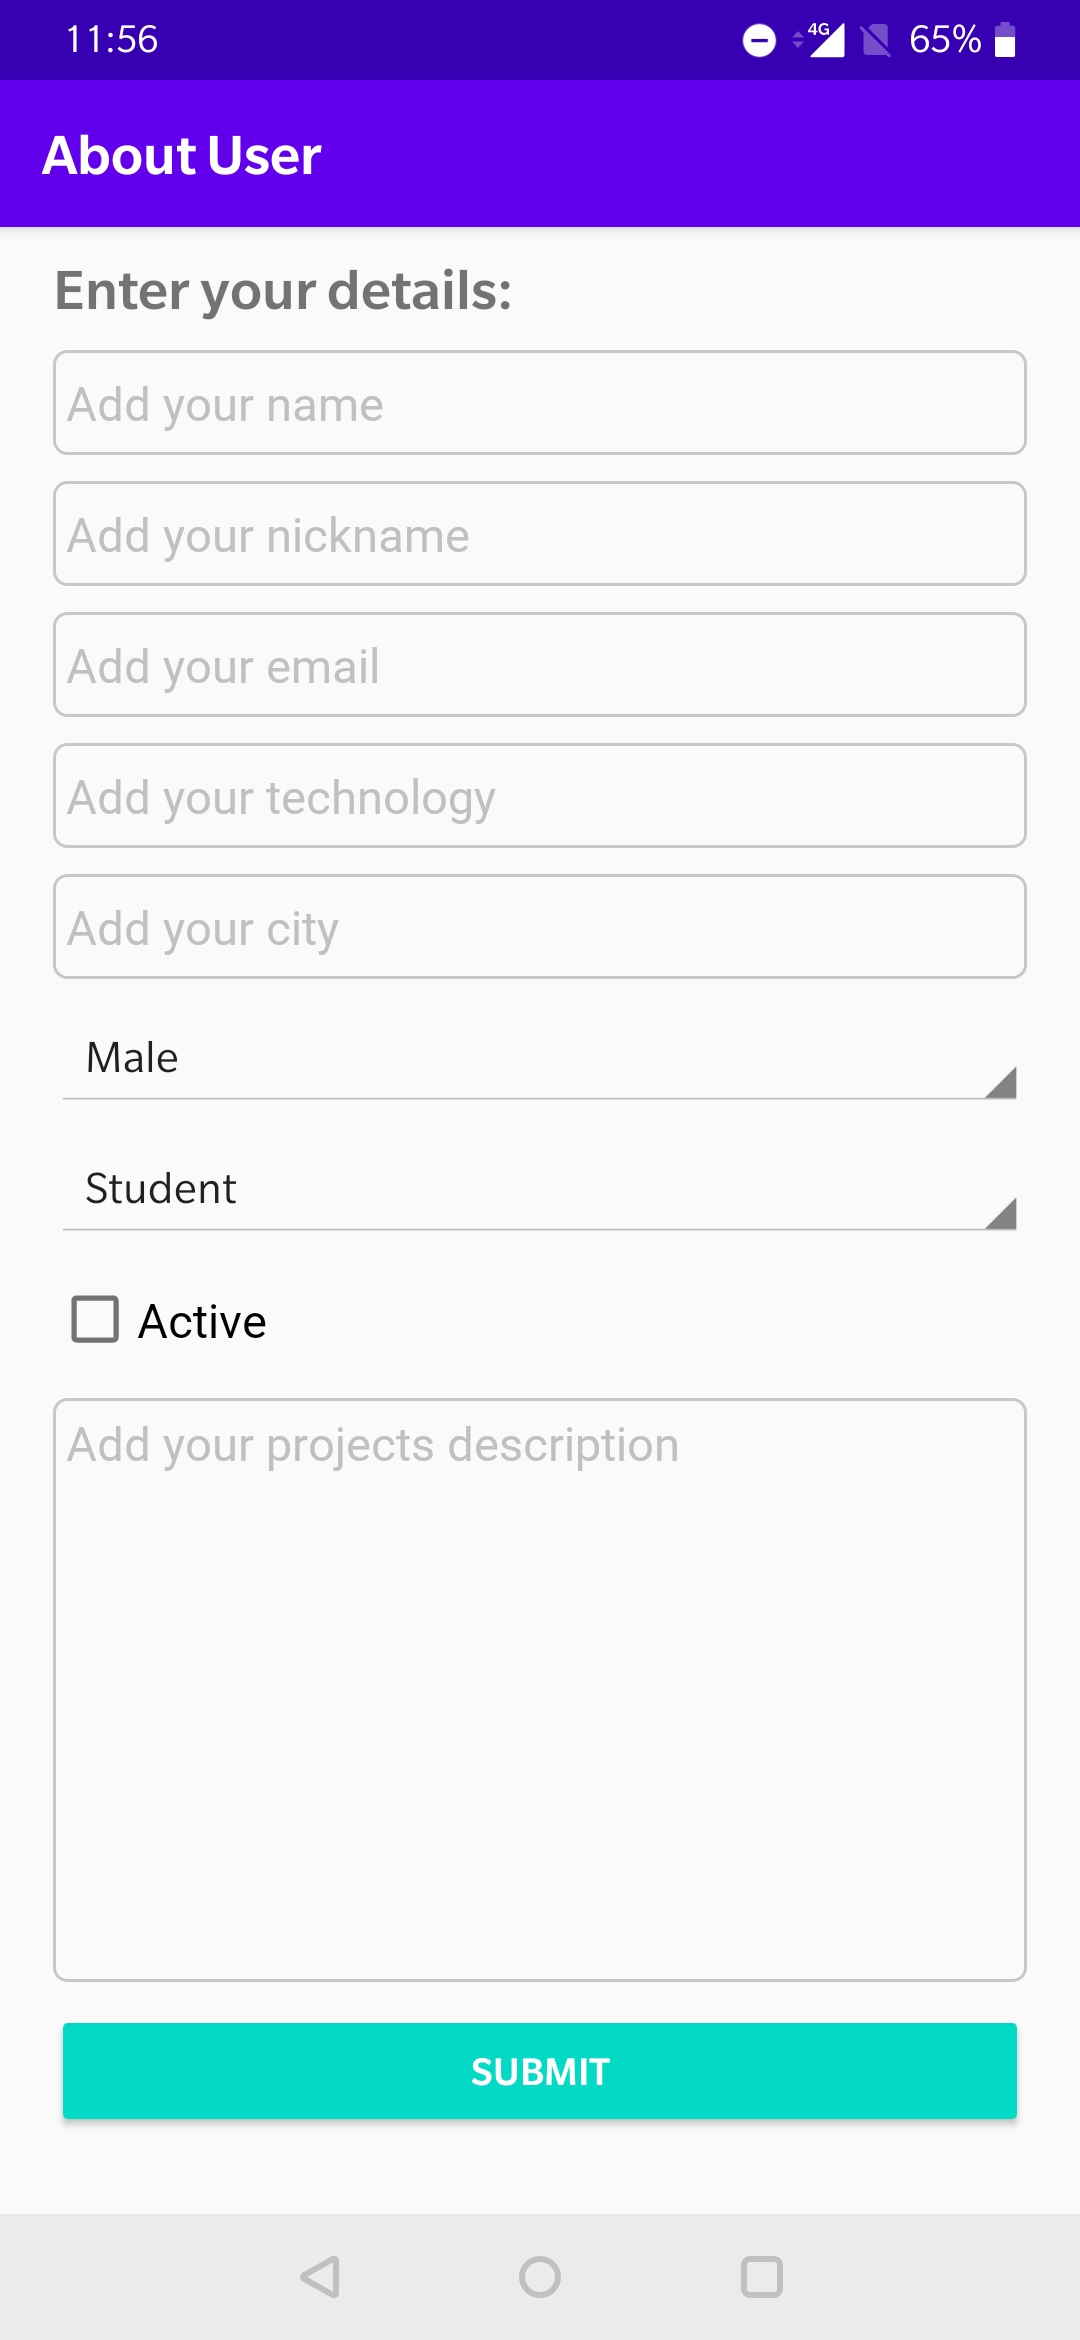 11:56
4G
65%
About User
Enter your details:
Add your name
Add your nickname
Add your email
Add your technology
Add your city
Male
Student
Active
Add your projects description
SUBMIT